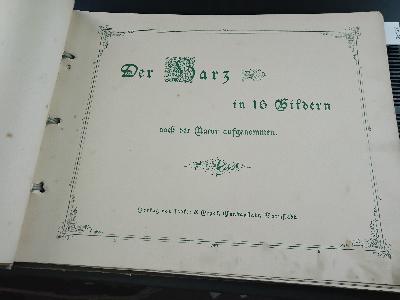 Der Harz
in 16 Bildern
nach der Natur aufgenommen.
Verlag von